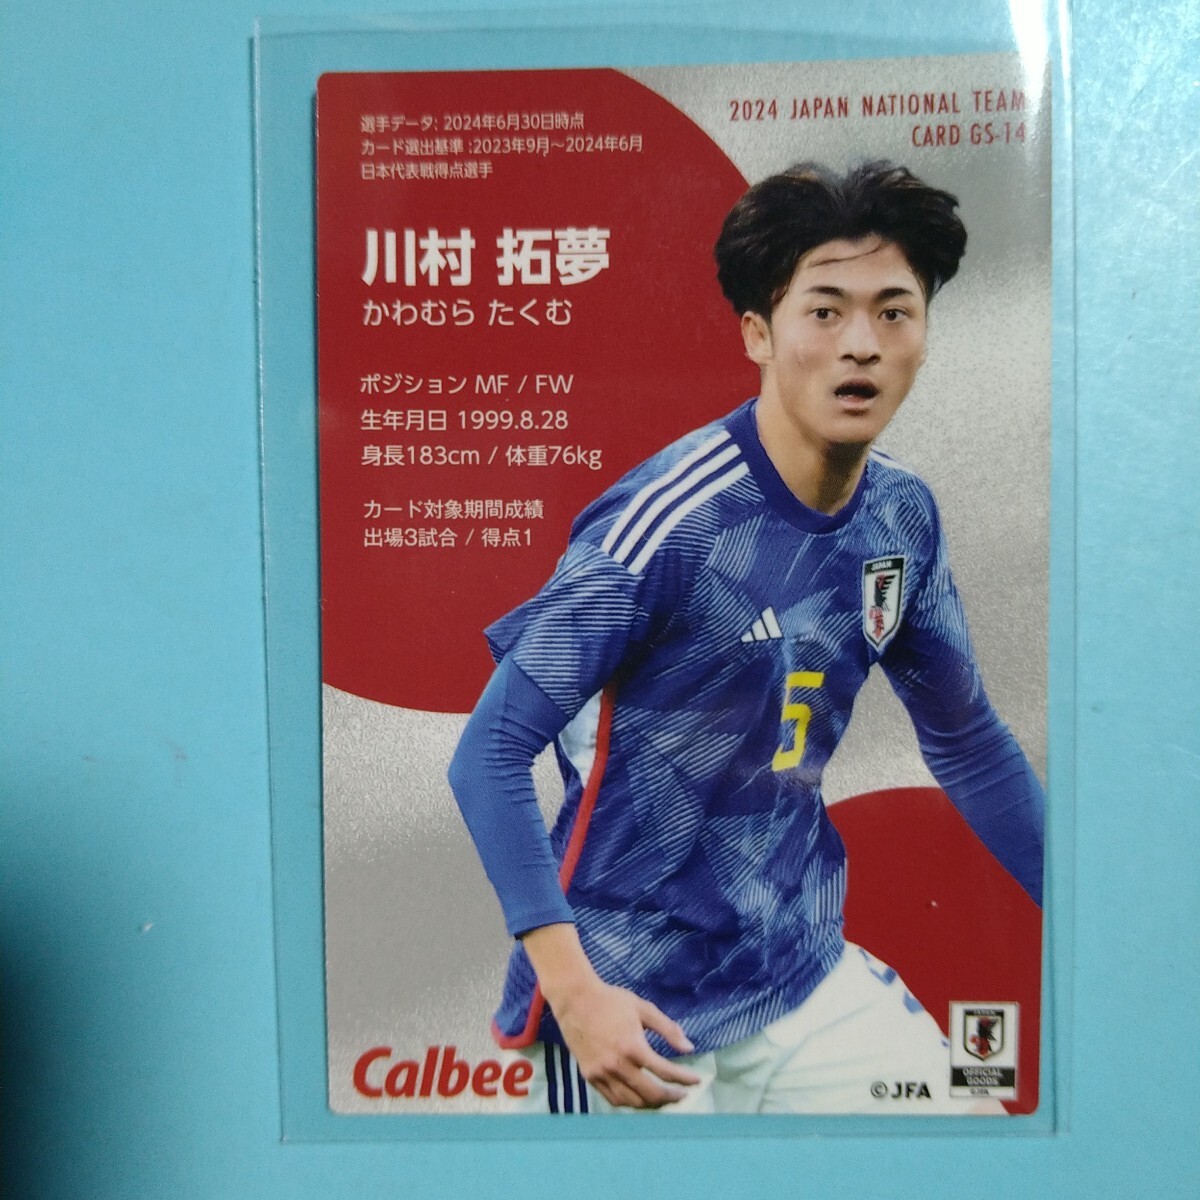 2024 JAPAN NATIONAL TEAM
CARD GS-14
選手データ: 2024年6月30日時点
カード選出基準 :2023年9月~2024年6月
日本代表戦得点選手
川村 拓夢
かわむら たくむ
ポジション MF / FW
生年月日 1999.8.28
身長183cm / 体重76kg
カード対象期間成績
出場3試合 / 得点1
JAPAN
5
Calbee
©JFA
OFFICIAL
GOODS
©JFA